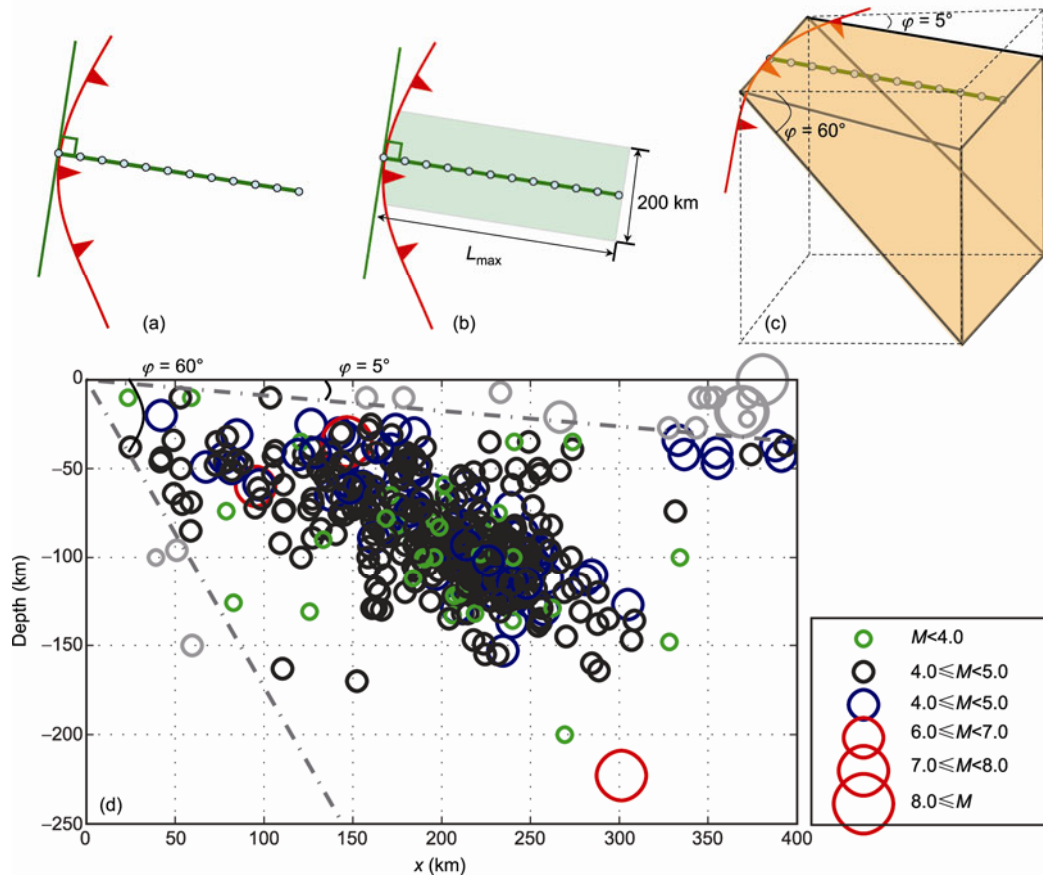 φ = 5°
φ = 60°
200 km
Lmax
(a)
(b)
(c)
φ = 60°
φ = 5°
0
−50
−100
−150
−200
−250
Depth (km)
(d)
0
50
100
150
200
250
300
350
400
x (km)
M<4.0
4.0≤M<5.0
4.0≤M<5.0
6.0≤M<7.0
7.0≤M<8.0
8.0≤M